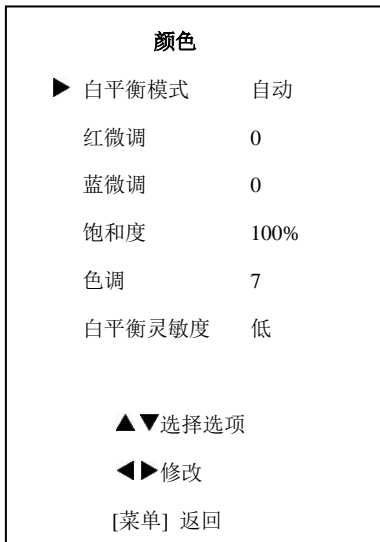 颜色
▶ 白平衡模式 自动
红微调 0
蓝微调 0
饱和度 100%
色调 7
白平衡灵敏度 低
▲▼选择选项
◀▶修改
[菜单] 返回